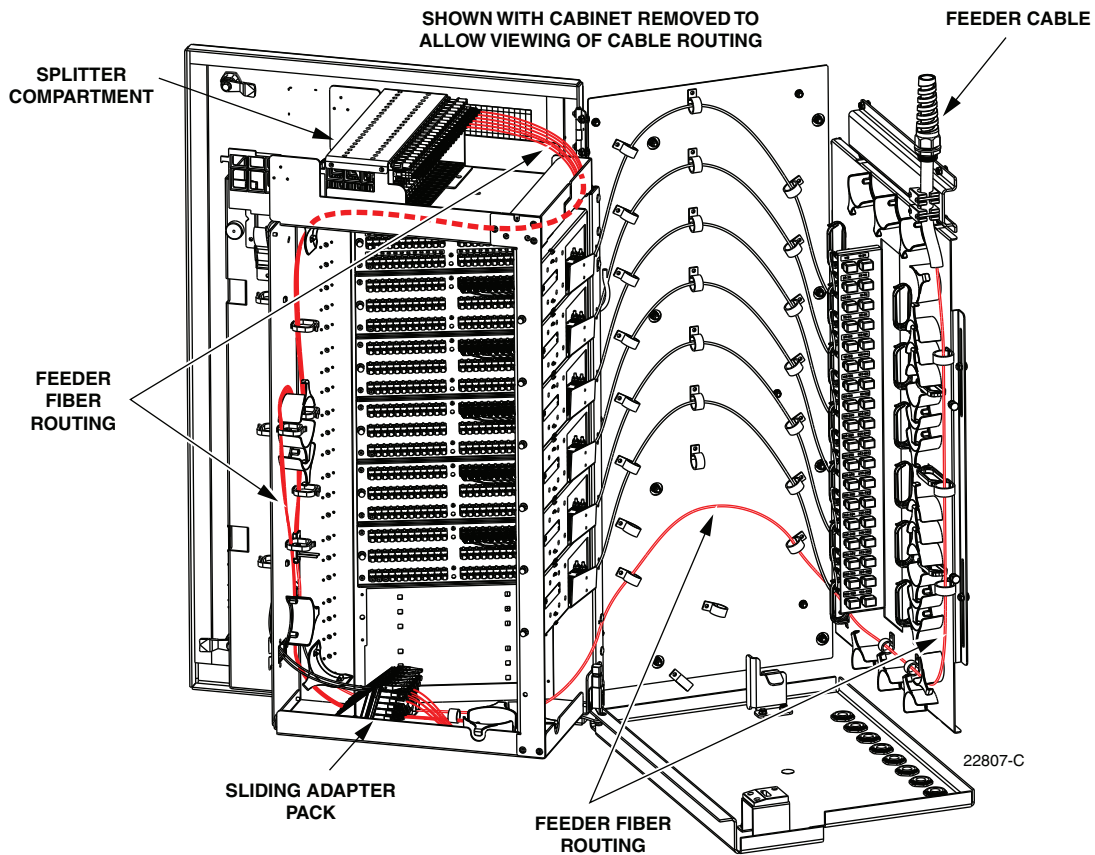 SHOWN WITH CABINET REMOVED TO
ALLOW VIEWING OF CABLE ROUTING
FEEDER CABLE
SPLITTER
COMPARTMENT
FEEDER
FIBER
ROUTING
22807-C
SLIDING ADAPTER
PACK
FEEDER FIBER
ROUTING